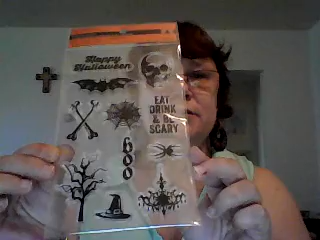 Happy
Halloween
EAT
DRINK
& BE
SCARY
BOO